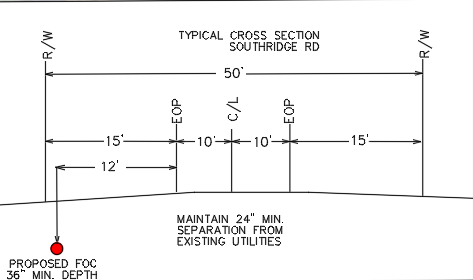 TYPICAL CROSS SECTION
SOUTHRIDGE RD
R/W
R/W
50'
EOP
C/L
EOP
15'
10'
10'
15'
12'
MAINTAIN 24" MIN.
SEPARATION FROM
EXISTING UTILITIES
PROPOSED FOC
36" MIN. DEPTH